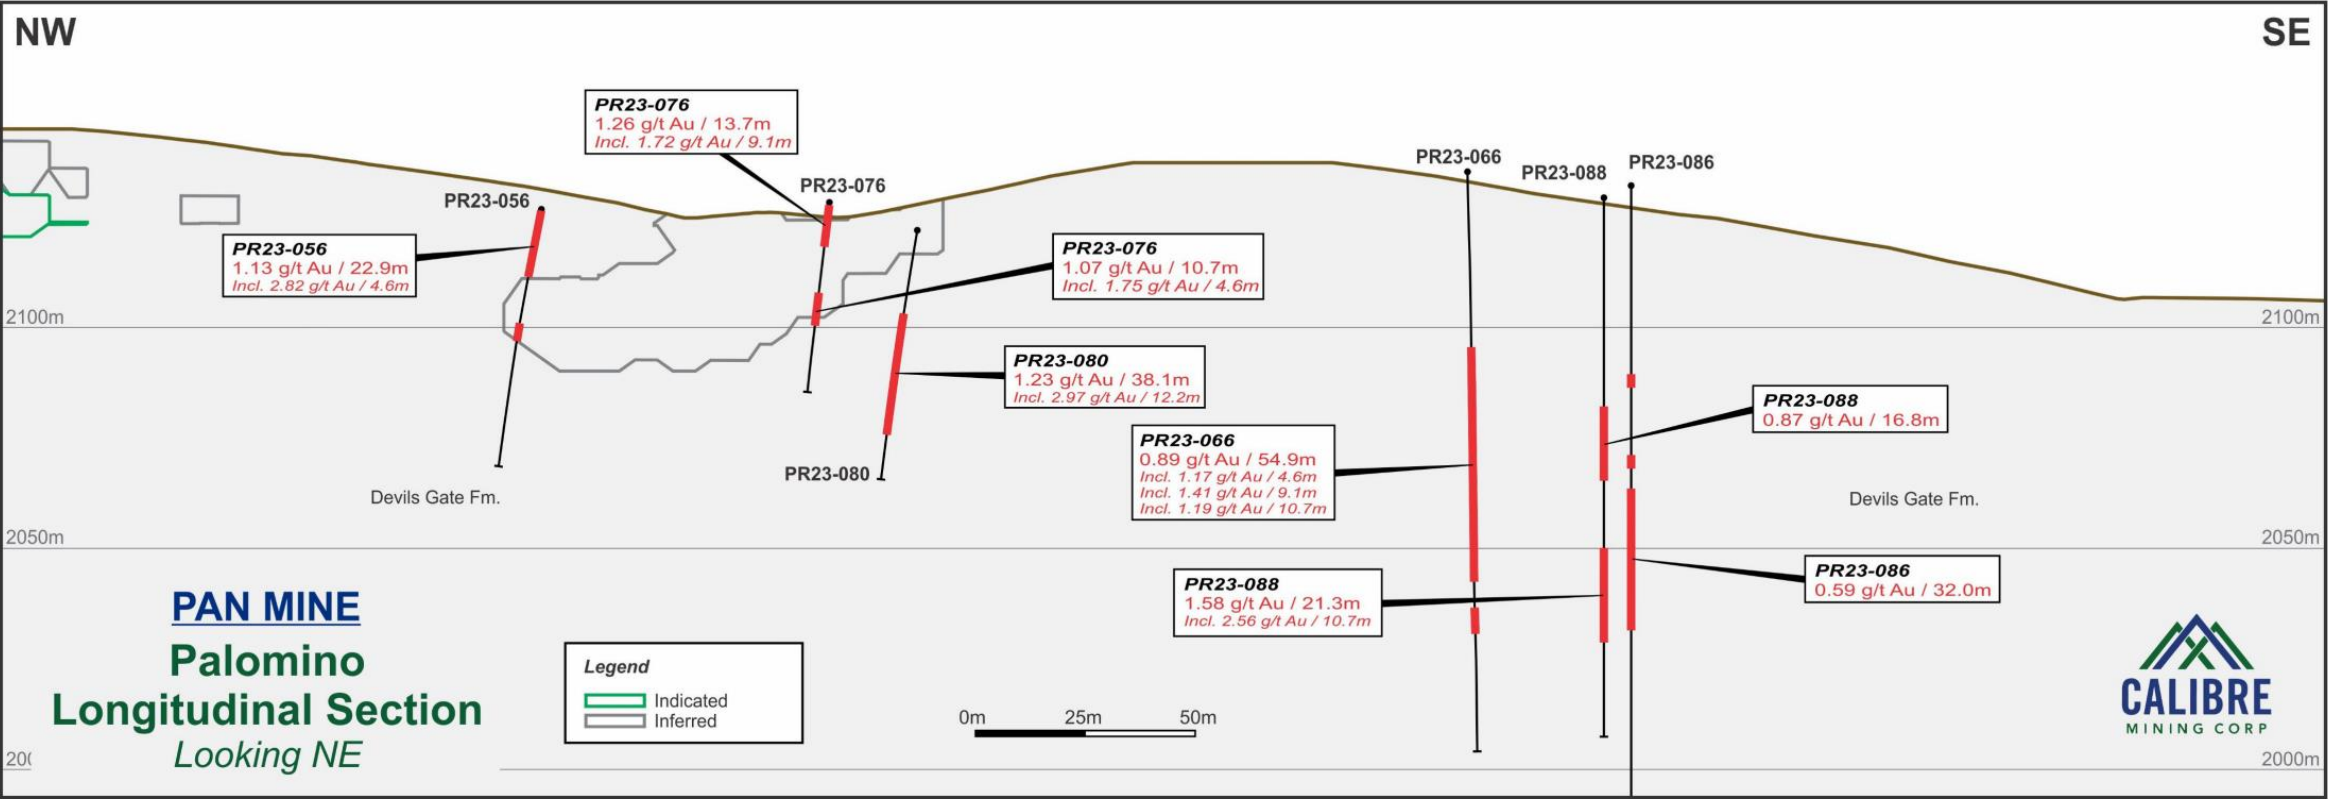 NW
SE
PR23-076
1.26 g/t Au / 13.7m
Incl. 1.72 g/t Au / 9.1m
PR23-066
PR23-088
PR23-086
PR23-056
PR23-076
PR23-056
1.13 g/t Au / 22.9m
Incl. 2.82 g/t Au / 4.6m
PR23-076
1.07 g/t Au / 10.7m
Incl. 1.75 g/t Au / 4.6m
2100m
2100m
PR23-080
1.23 g/t Au / 38.1m
Incl. 2.97 g/t Au / 12.2m
PR23-088
0.87 g/t Au / 16.8m
PR23-066
0.89 g/t Au / 54.9m
Incl. 1.17 g/t Au / 4.6m
Incl. 1.41 g/t Au / 9.1m
Incl. 1.19 g/t Au / 10.7m
PR23-080
Devils Gate Fm.
Devils Gate Fm.
2050m
2050m
PR23-088
1.58 g/t Au / 21.3m
Incl. 2.56 g/t Au / 10.7m
PR23-086
0.59 g/t Au / 32.0m
PAN MINE
Palomino
Longitudinal Section
Looking NE
Legend
Indicated
Inferred
0m 25m 50m
CALIBRE
MINING CORP
2000m